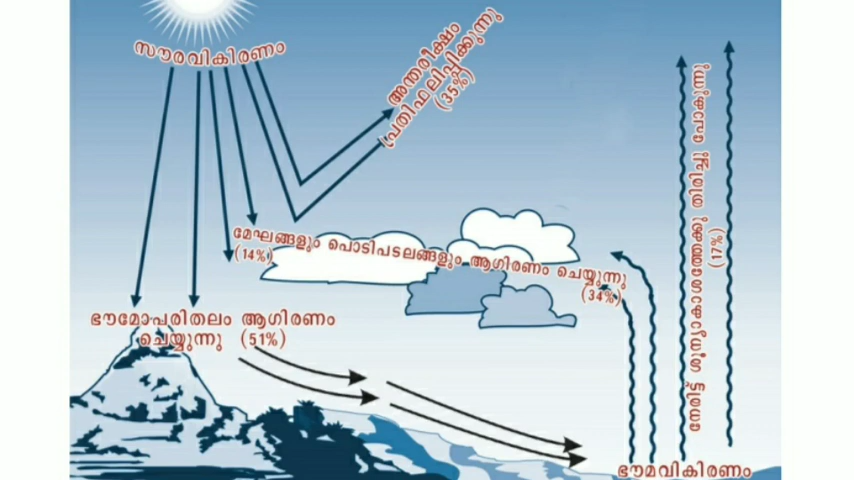 സൗരവികിരണം
അന്തരീക്ഷം
പ്രതിഫലിപ്പിക്കുന്നു
(35%)
മേഘങ്ങളും പൊടിപടലങ്ങളും ആഗിരണം ചെയ്യുന്നു
(14%)
(34%)
ഭൗമോപരിതലം ആഗിരണം
ചെയ്യുന്നു (51%)
നേരിട്ട് ശൂന്യാകാശത്തേക്കു തിരിച്ചു പോകുന്നു
(17%)
ഭൗമവികിരണം